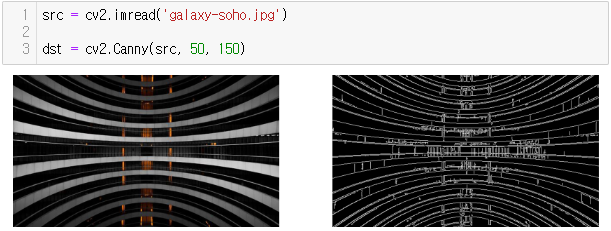 1 src = cv2.imread('galaxy-soho.jpg')
2
3 dst = cv2.Canny(src, 50, 150)